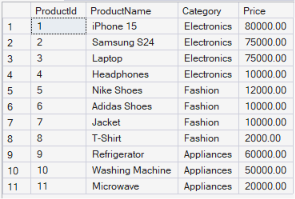 ProductId ProductName Category Price
1 1 iPhone 15 Electronics 80000.00
2 2 Samsung S24 Electronics 75000.00
3 3 Laptop Electronics 75000.00
4 4 Headphones Electronics 10000.00
5 5 Nike Shoes Fashion 12000.00
6 6 Adidas Shoes Fashion 10000.00
7 7 Jacket Fashion 10000.00
8 8 T-Shirt Fashion 2000.00
9 9 Refrigerator Appliances 60000.00
10 10 Washing Machine Appliances 50000.00
11 11 Microwave Appliances 20000.00